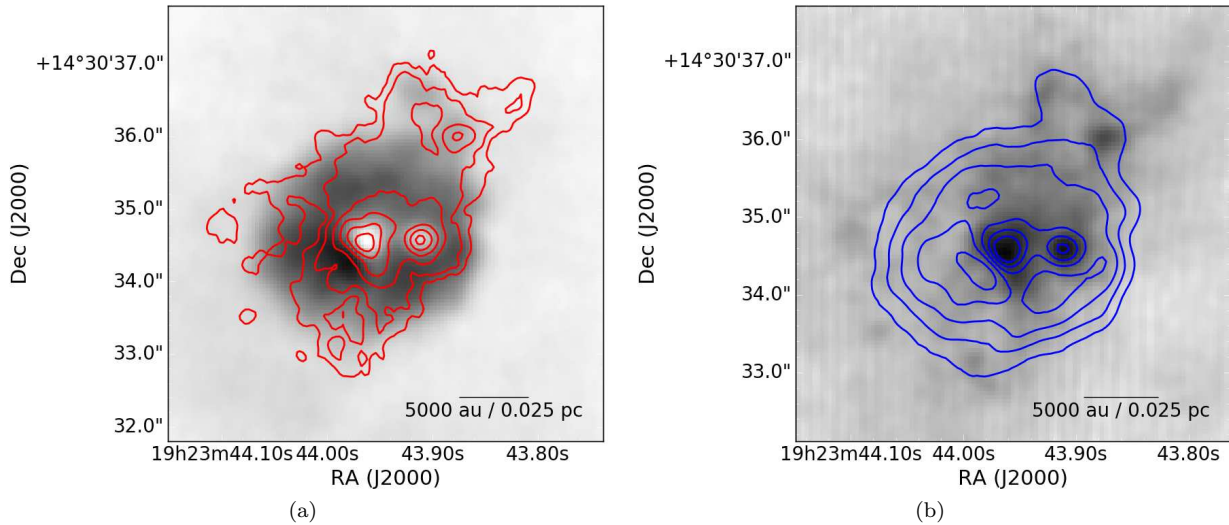 +14°30'37.0"
36.0"
35.0"
34.0"
33.0"
32.0"
Dec (J2000)
5000 au / 0.025 pc
19h23m44.10s 44.00s 43.90s 43.80s
RA (J2000)
(a)
+14°30'37.0"
36.0"
35.0"
34.0"
33.0"
Dec (J2000)
5000 au / 0.025 pc
19h23m44.10s 44.00s 43.90s 43.80s
RA (J2000)
(b)